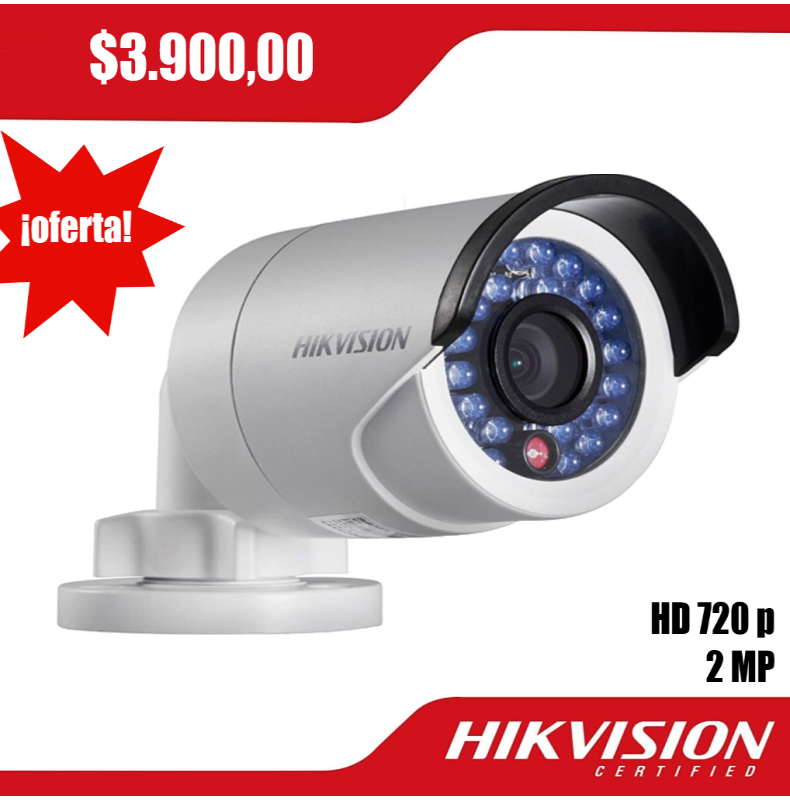 $3.900,00
¡oferta!
HIKVISION
HD 720 p
2 MP
HIKVISION
CERTIFIED